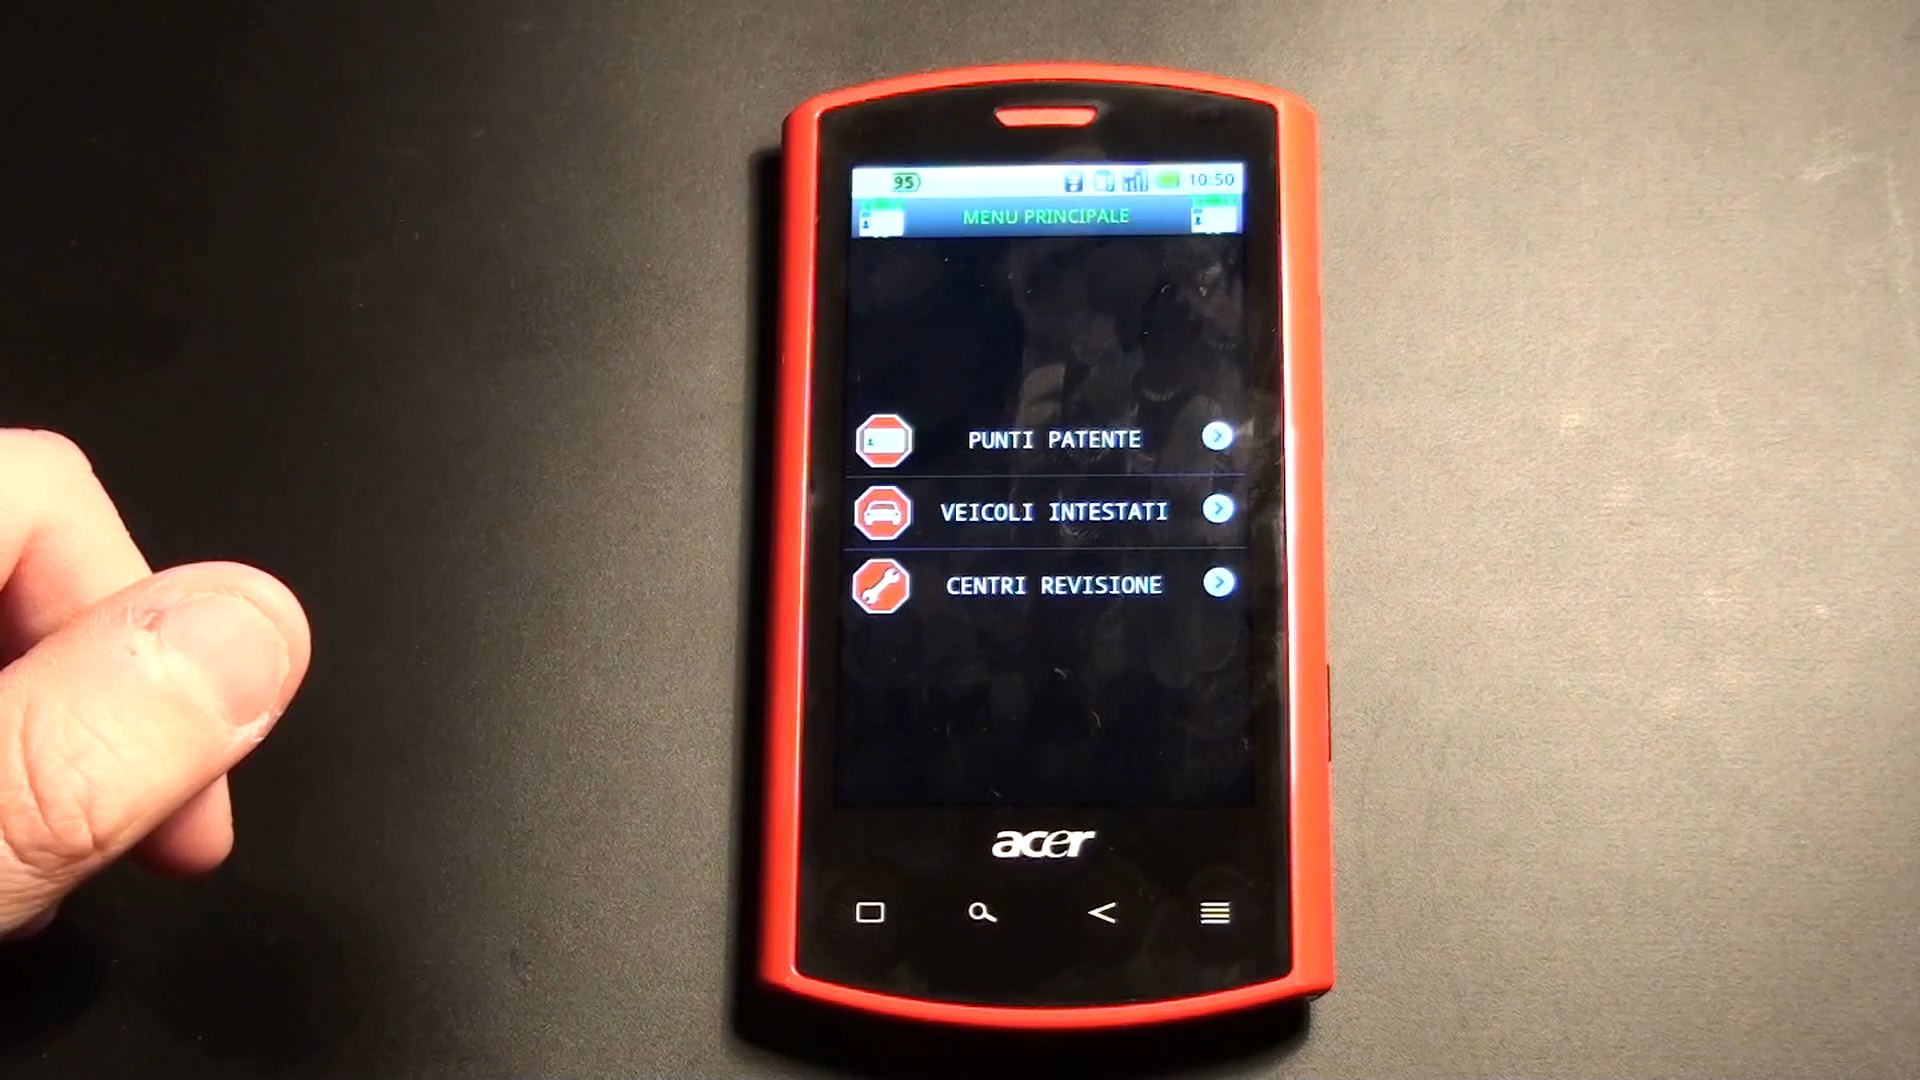 95 10:50
MENU PRINCIPALE
PUNTI PATENTE
VEICOLI INTESTATI
CENTRI REVISIONE
acer